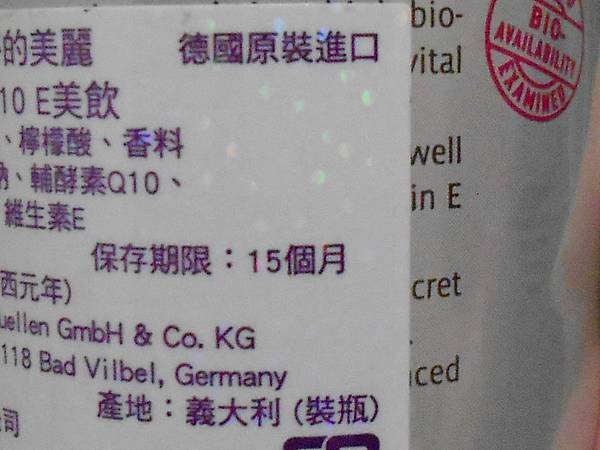 的美麗 德國原裝進口
10 E美飲
、檸檬酸、香料
鈉、輔酵素Q10、
維生素E
保存期限：15個月
西元年)
uellen GmbH & Co. KG
118 Bad Vilbel, Germany
產地：義大利 (裝瓶)
司
bio-
vital
well
in E
cret
ced
BIO-
AVAILABILITY
EXAMINED